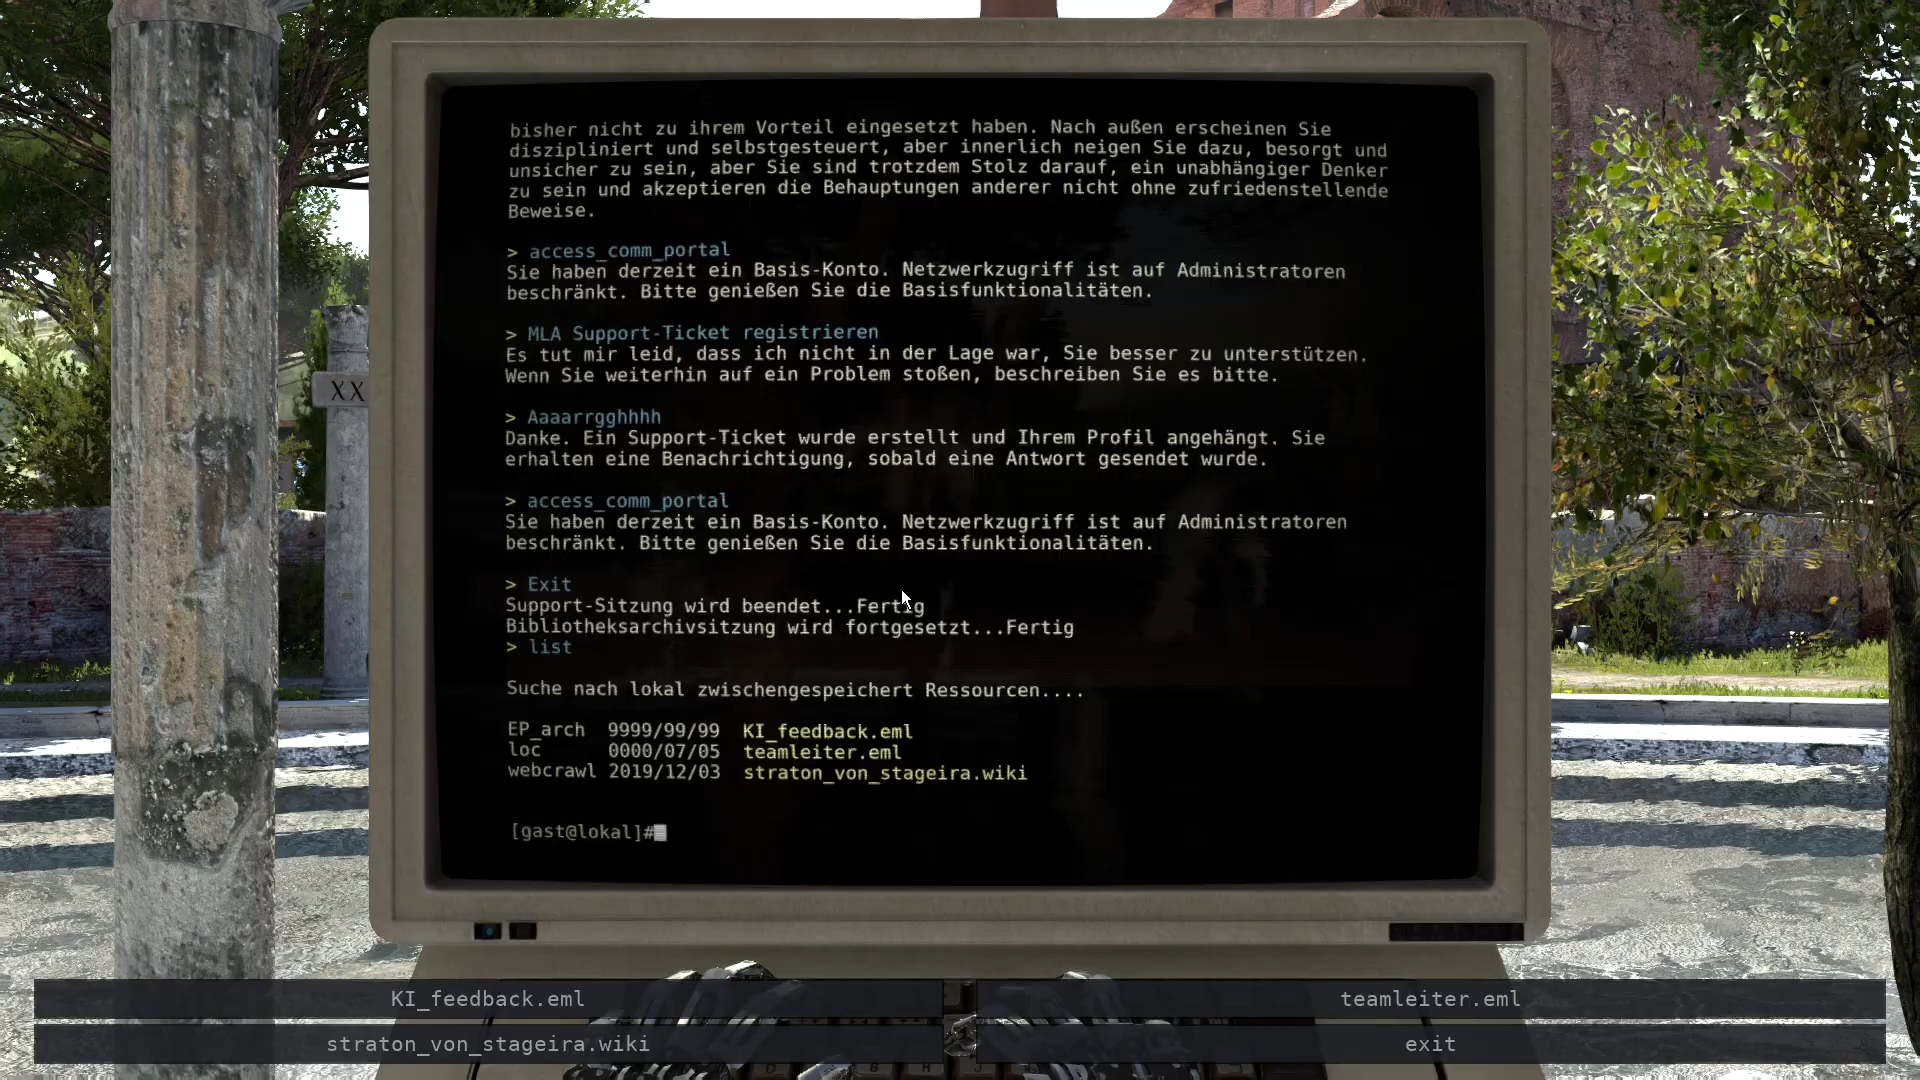 bisher nicht zu ihrem Vorteil eingesetzt haben. Nach außen erscheinen Sie
diszipliniert und selbstgesteuert, aber innerlich neigen Sie dazu, besorgt und
unsicher zu sein, aber Sie sind trotzdem Stolz darauf, ein unabhängiger Denker
zu sein und akzeptieren die Behauptungen anderer nicht ohne zufriedenstellende
Beweise.
> access_comm_portal
Sie haben derzeit ein Basis-Konto. Netzwerkzugriff ist auf Administratoren
beschränkt. Bitte genießen Sie die Basisfunktionalitäten.
> MLA Support-Ticket registrieren
Es tut mir leid, dass ich nicht in der Lage war, Sie besser zu unterstützen.
Wenn Sie weiterhin auf ein Problem stoßen, beschreiben Sie es bitte.
> Aaaarrgghhhh
Danke. Ein Support-Ticket wurde erstellt und Ihrem Profil angehängt. Sie
erhalten eine Benachrichtigung, sobald eine Antwort gesendet wurde.
> access_comm_portal
Sie haben derzeit ein Basis-Konto. Netzwerkzugriff ist auf Administratoren
beschränkt. Bitte genießen Sie die Basisfunktionalitäten.
> Exit
Support-Sitzung wird beendet...Fertig
Bibliotheksarchivsitzung wird fortgesetzt...Fertig
> list
Suche nach lokal zwischengespeichert Ressourcen....
EP_arch 9999/99/99 KI_feedback.eml
loc 0000/07/05 teamleiter.eml
webcrawl 2019/12/03 straton_von_stageira.wiki
[gast@lokal]#
XX
KI_feedback.eml
teamleiter.eml
straton_von_stageira.wiki
exit